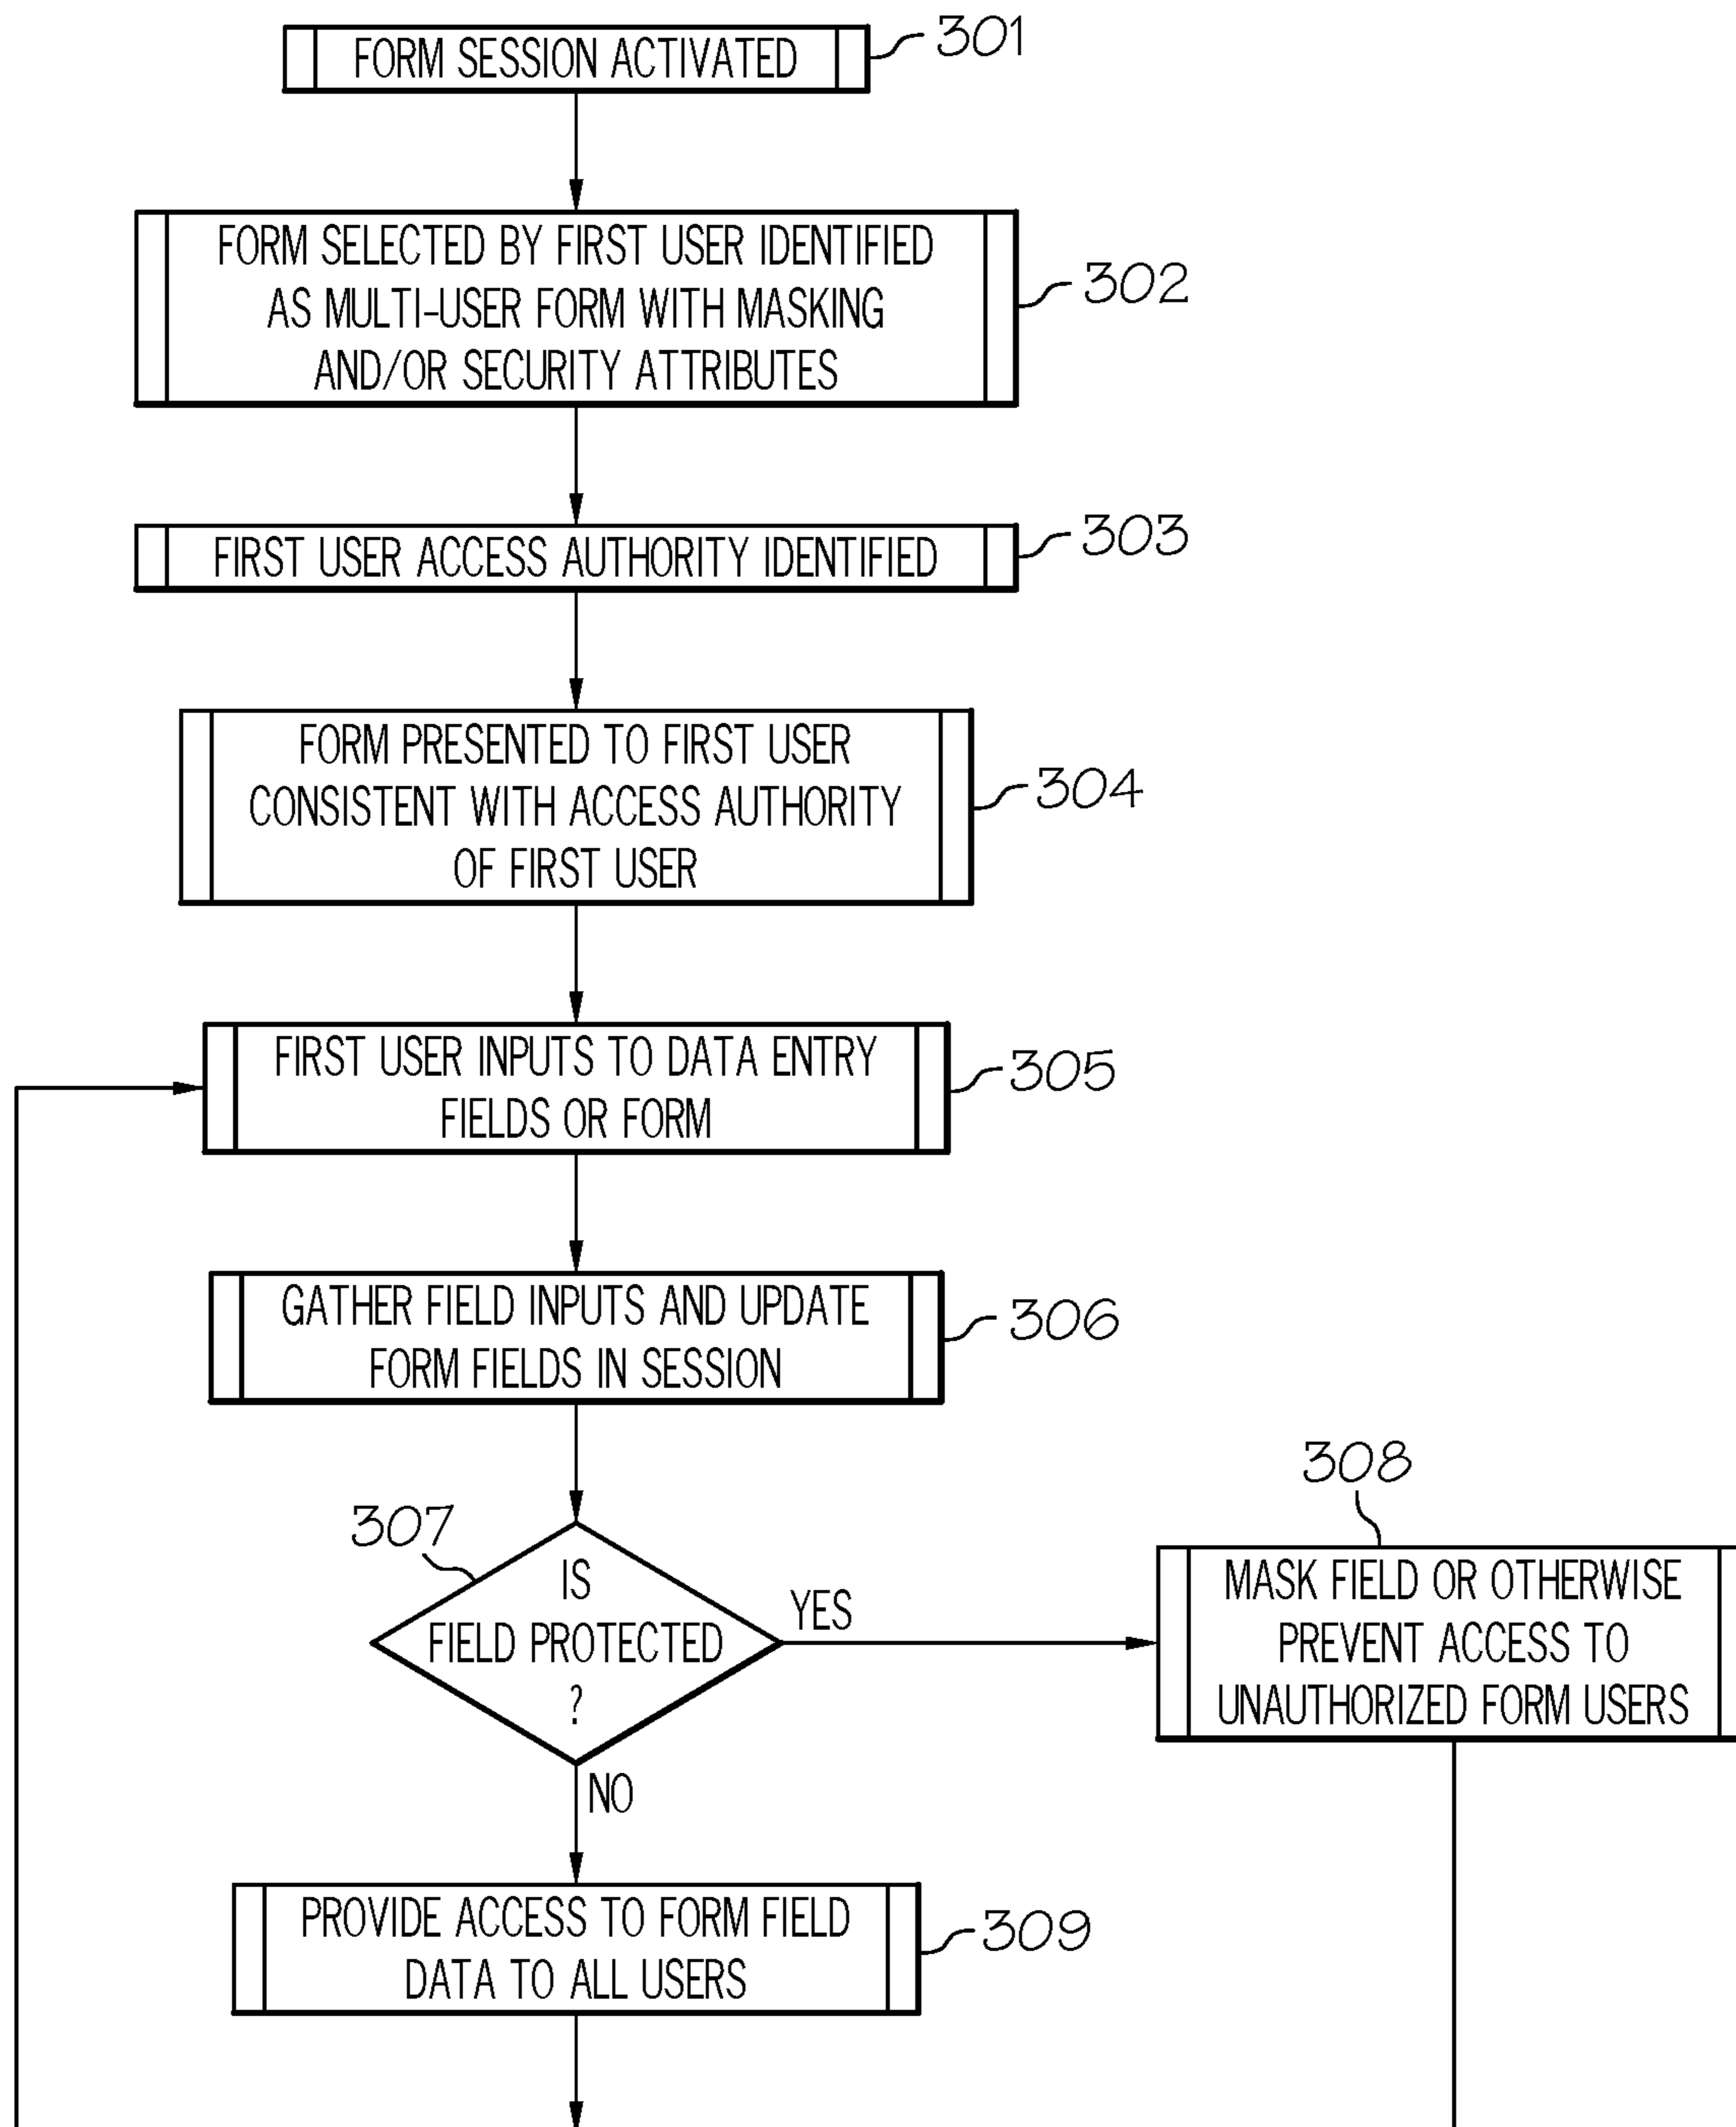 FORM SESSION ACTIVATED
301
FORM SELECTED BY FIRST USER IDENTIFIED
AS MULTI-USER FORM WITH MASKING
AND/OR SECURITY ATTRIBUTES
302
FIRST USER ACCESS AUTHORITY IDENTIFIED
303
FORM PRESENTED TO FIRST USER
CONSISTENT WITH ACCESS AUTHORITY
OF FIRST USER
304
FIRST USER INPUTS TO DATA ENTRY
FIELDS OR FORM
305
GATHER FIELD INPUTS AND UPDATE
FORM FIELDS IN SESSION
306
307
IS
FIELD PROTECTED
?
YES
NO
308
MASK FIELD OR OTHERWISE
PREVENT ACCESS TO
UNAUTHORIZED FORM USERS
PROVIDE ACCESS TO FORM FIELD
DATA TO ALL USERS
309